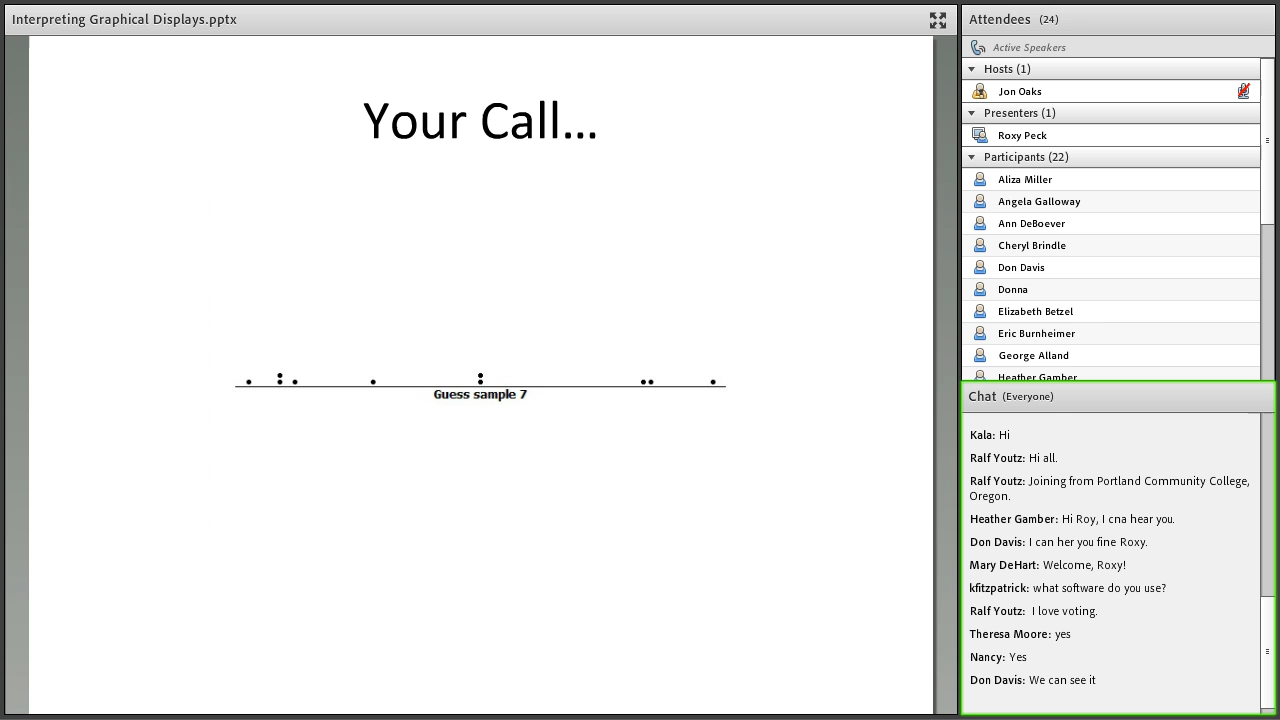 Interpreting Graphical Displays.pptx
Your Call...
Guess sample 7
Attendees (24)
Active Speakers
Hosts (1)
Jon Oaks
Presenters (1)
Roxy Peck
Participants (22)
Aliza Miller
Angela Galloway
Ann DeBoever
Cheryl Brindle
Don Davis
Donna
Elizabeth Betzel
Eric Burnheimer
George Alland
Heather Gamber
Chat (Everyone)
Kala: Hi
Ralf Youtz: Hi all.
Ralf Youtz: Joining from Portland Community College,
Oregon.
Heather Gamber: Hi Roy, I cna hear you.
Don Davis: I can her you fine Roxy.
Mary DeHart: Welcome, Roxy!
kfitzpatrick: what software do you use?
Ralf Youtz: I love voting.
Theresa Moore: yes
Nancy: Yes
Don Davis: We can see it